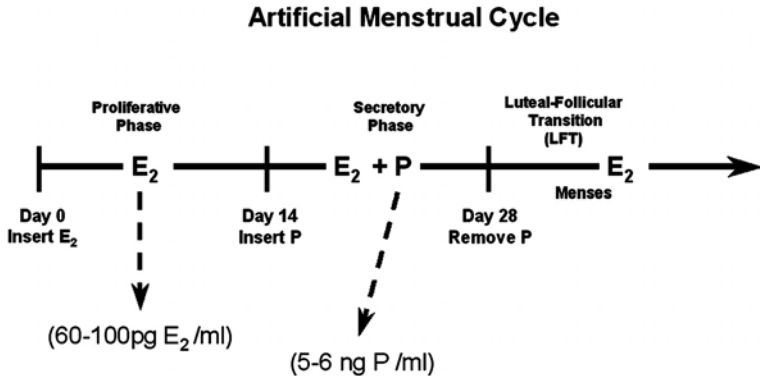 Artificial Menstrual Cycle
Proliferative
Phase
Secretory
Phase
Luteal-Follicular
Transition
(LFT)
E₂
E₂ + P
E₂
Menses
Day 0
Insert E₂
Day 14
Insert P
Day 28
Remove P
(60-100pg E₂/ml)
(5-6 ng P /ml)